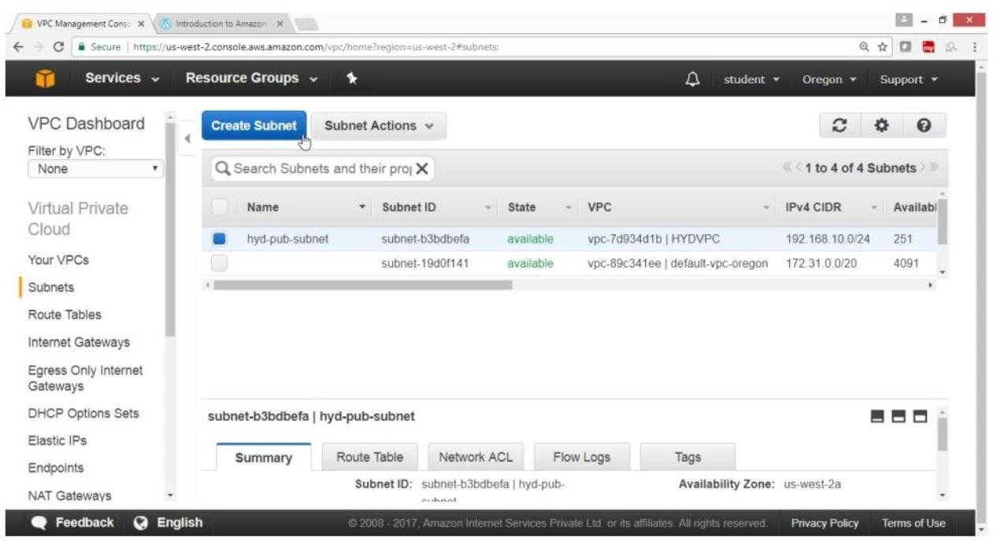 VPC Management Cons
Introduction to Amazon
Secure | https://us-west-2.console.aws.amazon.com/vpc/home?region=us-west-2#subnets:
my
Services
Resource Groups
student
Oregon
Support
VPC Dashboard
Filter by VPC:
None
Virtual Private
Cloud
Your VPCs
Subnets
Route Tables
Internet Gateways
Egress Only Internet
Gateways
DHCP Options Sets
Elastic IPs
Endpoints
NAT Gateways
Create Subnet
Subnet Actions
Search Subnets and their pro
1 to 4 of 4 Subnets
Name Subnet ID State VPC IPv4 CIDR Availabl
hyd-pub-subnet subnet-b3bdbefa available vpc-7d934d1b | HYDVPC 192.168.10.0/24 251
subnet-19d0f141 available vpc-89c341ee | default-vpc-oregon 172.31.0.0/20 4091
subnet-b3bdbefa | hyd-pub-subnet
Summary Route Table Network ACL Flow Logs Tags
Subnet ID: subnet-b3bdbefa | hyd-pub- Availability Zone: us-west-2a
subnet
Feedback English © 2008 - 2017, Amazon Internet Services Private Ltd. or its affiliates. All rights reserved. Privacy Policy Terms of Use